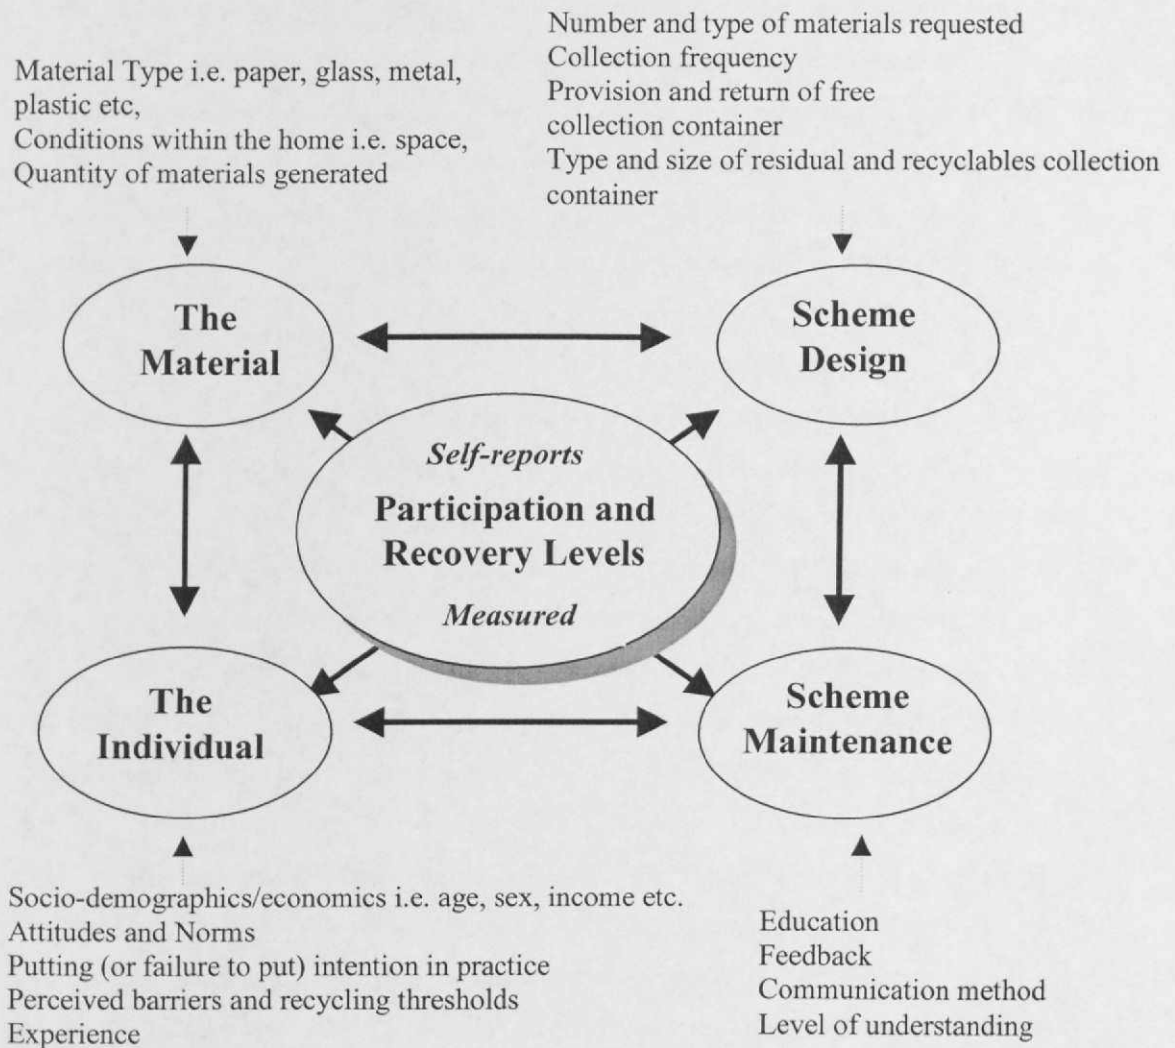 Material Type i.e. paper, glass, metal,
plastic etc,
Conditions within the home i.e. space,
Quantity of materials generated
Number and type of materials requested
Collection frequency
Provision and return of free
collection container
Type and size of residual and recyclables collection
container
The
Material
Scheme
Design
Self-reports
Participation and
Recovery Levels
Measured
The
Individual
Scheme
Maintenance
Socio-demographics/economics i.e. age, sex, income etc.
Attitudes and Norms
Putting (or failure to put) intention in practice
Perceived barriers and recycling thresholds
Experience
Education
Feedback
Communication method
Level of understanding